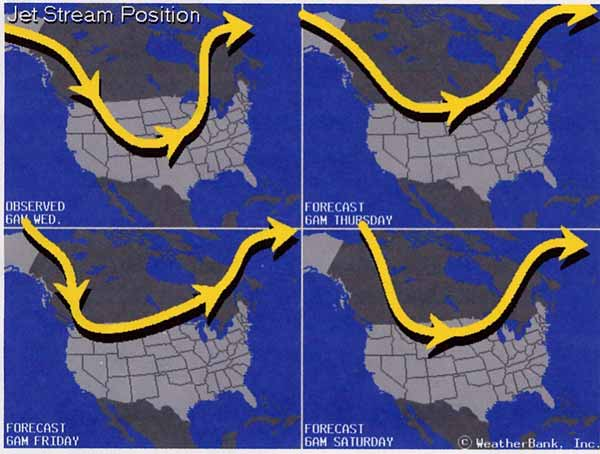 Jet Stream Position
OBSERVED
6AM WED.
FORECAST
6AM THURSDAY
FORECAST
6AM FRIDAY
FORECAST
6AM SATURDAY
© WeatherBank, Inc.